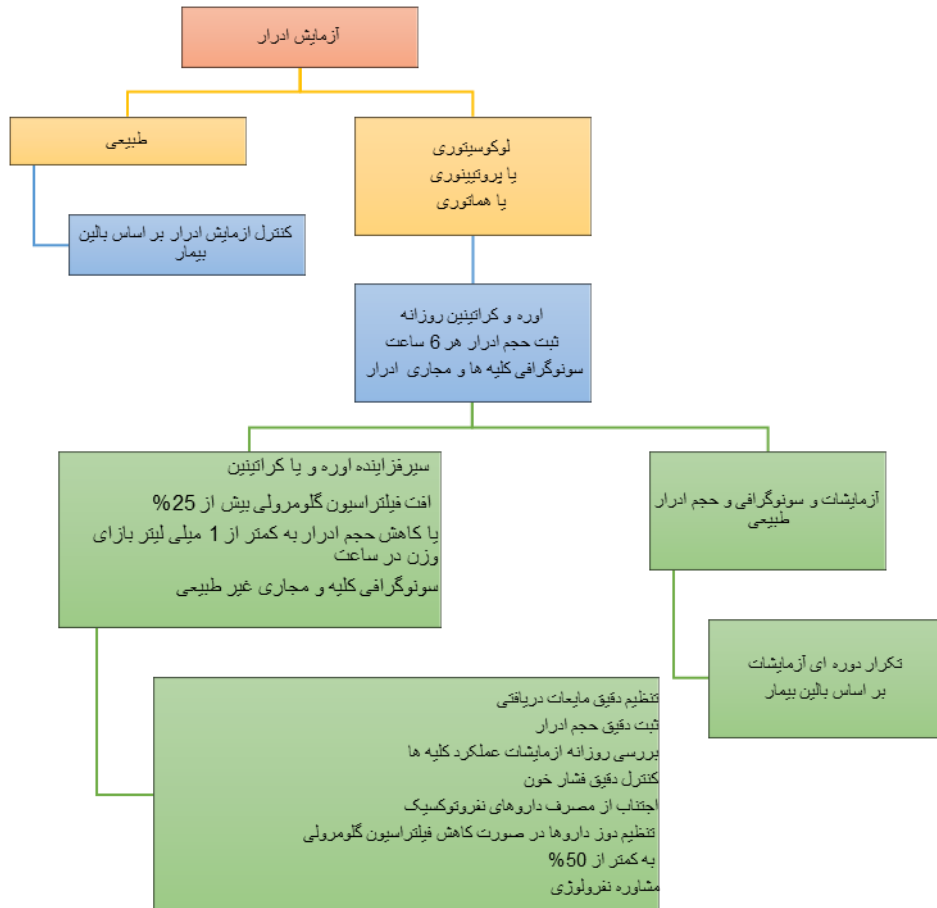 آزمایش ادرار
طبیعی
لوکوسیتوری
یا پروتیینوری
یا هماتوری
کنترل ازمایش ادرار بر اساس بالین
بیمار
اوره و کراتینین روزانه
ثبت حجم ادرار هر 6 ساعت
سونوگرافی کلیه ها و مجاری ادرار
سیرفزاینده اوره و یا کراتینین
افت فیلتراسیون گلومرولی بیش از 25%
یا کاهش حجم ادرار به کمتر از 1 میلی لیتر بازای
وزن در ساعت
سونوگرافی کلیه و مجاری غیر طبیعی
آزمایشات و سونوگرافی و حجم ادرار
طبیعی
تکرار دوره ای آزمایشات
بر اساس بالین بیمار
تنظیم دقیق مایعات دریافتی
ثبت دقیق حجم ادرار
بررسی روزانه ازمایشات عملکرد کلیه ها
کنترل دقیق فشار خون
اجتناب از مصرف داروهای نفروتوکسیک
تنظیم دوز داروها در صورت کاهش فیلتراسیون گلومرولی
به کمتر از 50%
مشاوره نفرولوژی